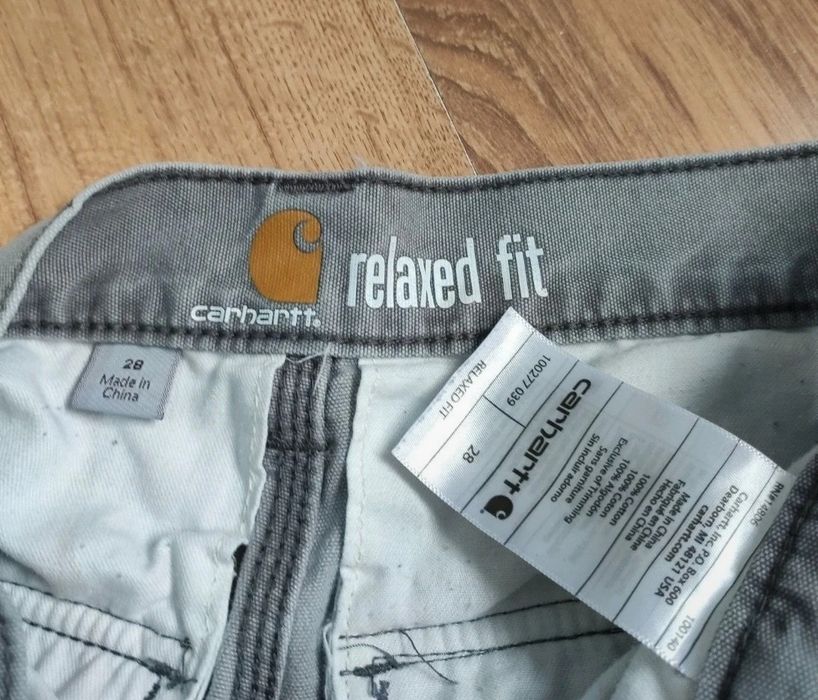 carhartt.
relaxed fit
28
Made in
China
RELAXED FIT
100277 039
28
carhartt
Sin incluir adorno
Sans garniture
Exclusive of Trimming
100% Algodon
100% Cotton
Hecho en China
Fabriqué en Chine
Made in China
carhartt.com
Dearborn, MI 48121 USA
Carhartt, Inc. P.O. Box 600
RN#14806
100140